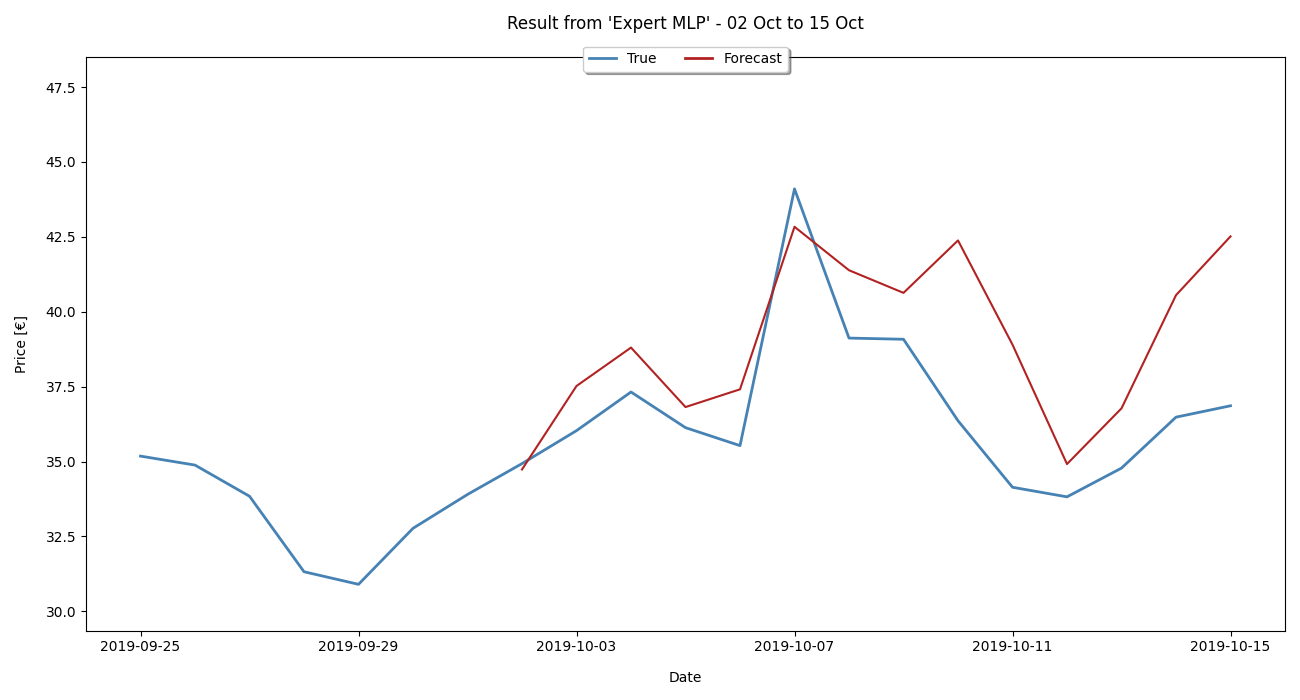 Result from 'Expert MLP' - 02 Oct to 15 Oct
True Forecast
47.5
45.0
42.5
40.0
37.5
35.0
32.5
30.0
Price [€]
2019-09-25 2019-09-29 2019-10-03 2019-10-07 2019-10-11 2019-10-15
Date